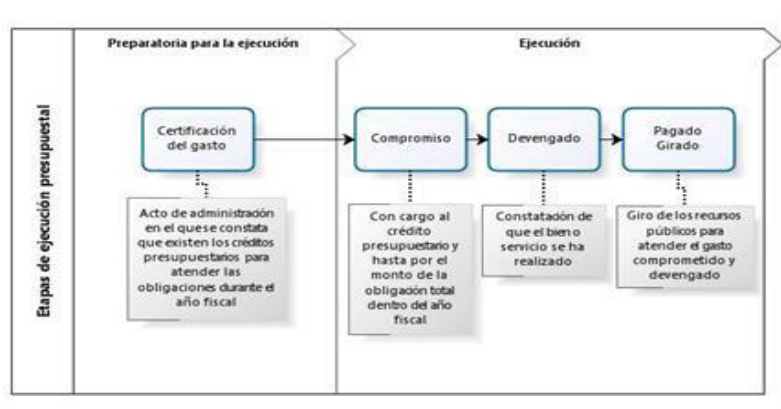 Preparatoria para la ejecución
Ejecución
Etapas de ejecución presupuestal
Certificación
del gasto
Compromiso
Devengado
Pagado
Girado
Acto de administración
en el que se constata
que existen los créditos
presupuestarios para
atender las
obligaciones durante el
año fiscal
Con cargo al
crédito
presupuestario y
hasta por el
monto de la
obligación total
dentro del año
fiscal
Constatación de
que el bien o
servicio se ha
realizado
Giro de los recursos
públicos para
atender el gasto
comprometido y
devengado